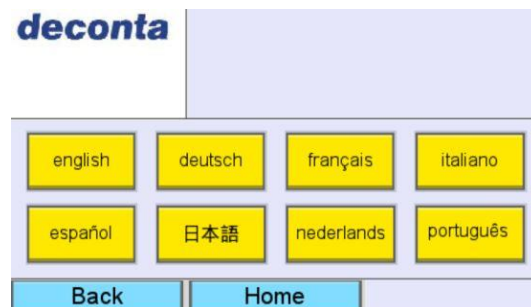 deconta
english deutsch français italiano
español 日本語 nederlands português
Back Home